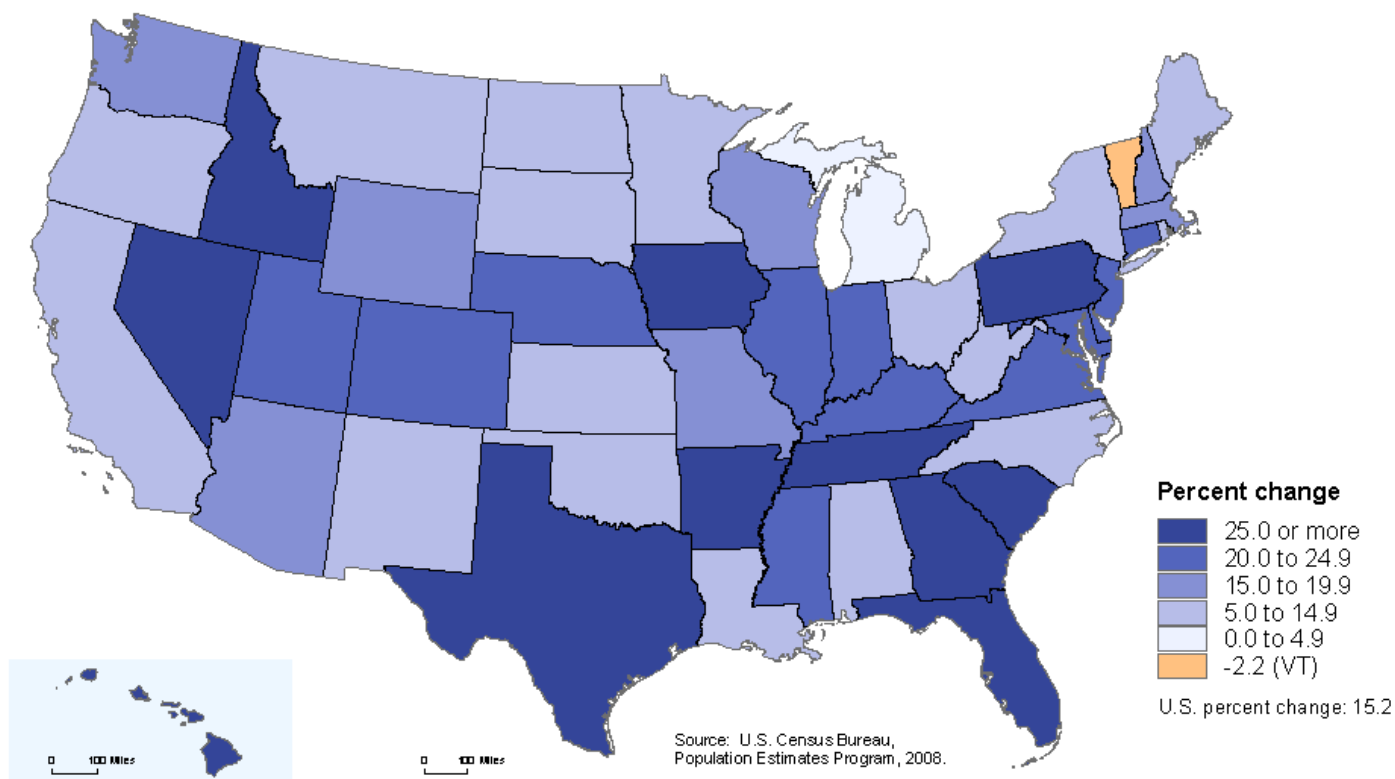 Percent change
25.0 or more
20.0 to 24.9
15.0 to 19.9
5.0 to 14.9
0.0 to 4.9
-2.2 (VT)
U.S. percent change: 15.2
0 100 Miles
0 100 Miles
Source: U.S. Census Bureau,
Population Estimates Program, 2008.